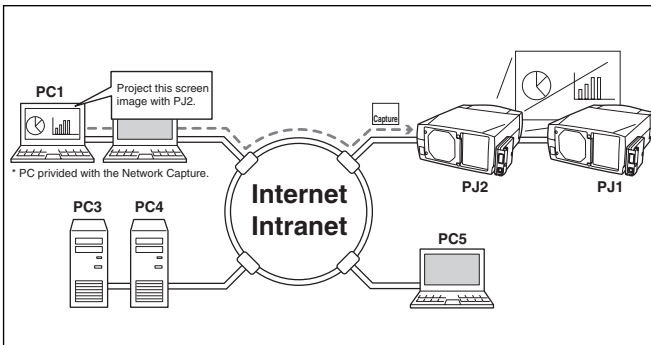 PC1
Project this screen
image with PJ2.
Capture
* PC privided with the Network Capture.
PJ2
PJ1
Internet
Intranet
PC3
PC4
PC5